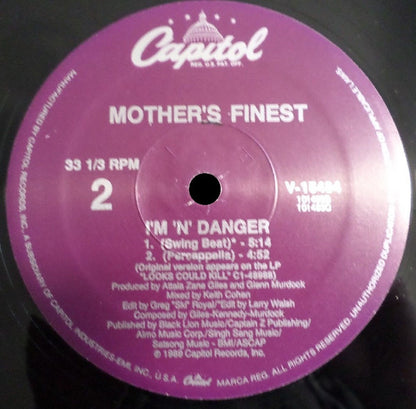 Capitol
REG. U.S. PAT. OFF.
MOTHER'S FINEST
33 1/3 RPM
2
I'M 'N' DANGER
1. (Swing Beat)* - 5:14
2. (Percappella) - 4:52
(Original version appears on the LP
"LOOKS COULD KILL" C1-48988)
Produced by Attala Zane Giles and Glenn Murdock
Mixed by Keith Cohen
Edit by Greg "Ski" Royal/*Edit by Larry Walsh
Composed by Giles-Kennedy-Murdock
Published by Black Lion Music/Captain Z Publishing/
Almo Music Corp./Singh Sang Music/
Satsong Music - BMI/ASCAP
℗ 1989 Capitol Records, Inc.
MANUFACTURED BY CAPITOL RECORDS, INC., A SUBSIDIARY OF CAPITOL INDUSTRIES-EMI, INC., U.S.A.
Capitol
MARCA REG. ALL RIGHTS RESERVED. UNAUTHORIZED
APPLICABLE LAWS.